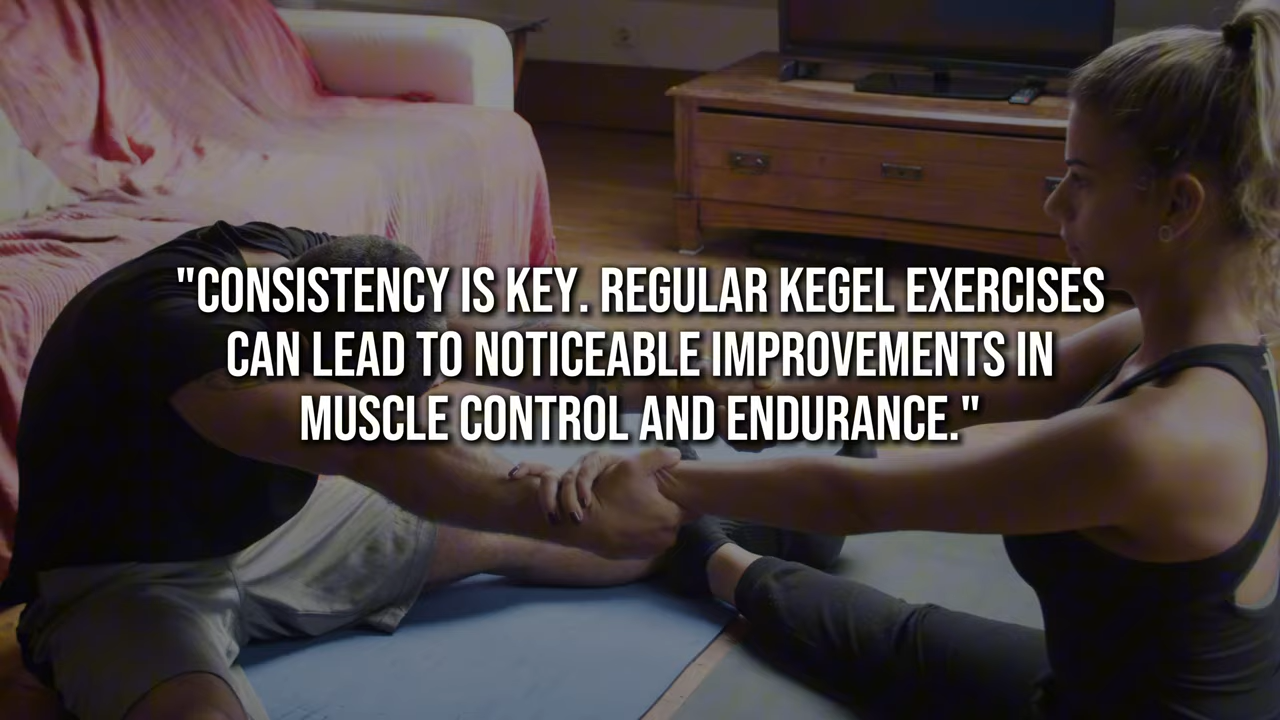 "CONSISTENCY IS KEY. REGULAR KEGEL EXERCISES
CAN LEAD TO NOTICEABLE IMPROVEMENTS IN
MUSCLE CONTROL AND ENDURANCE."